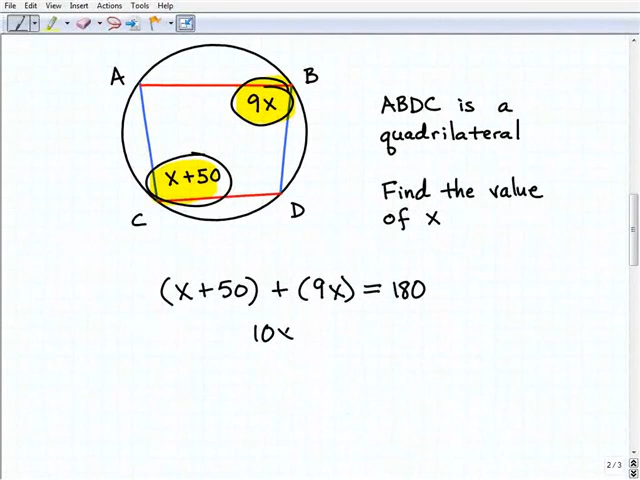 File Edit View Insert Actions Tools Help
A
B
9x
ABDC is a
quadrilateral
x+50
Find the value
of x
C
D
(x+50) + (9x) = 180
10x
2/3